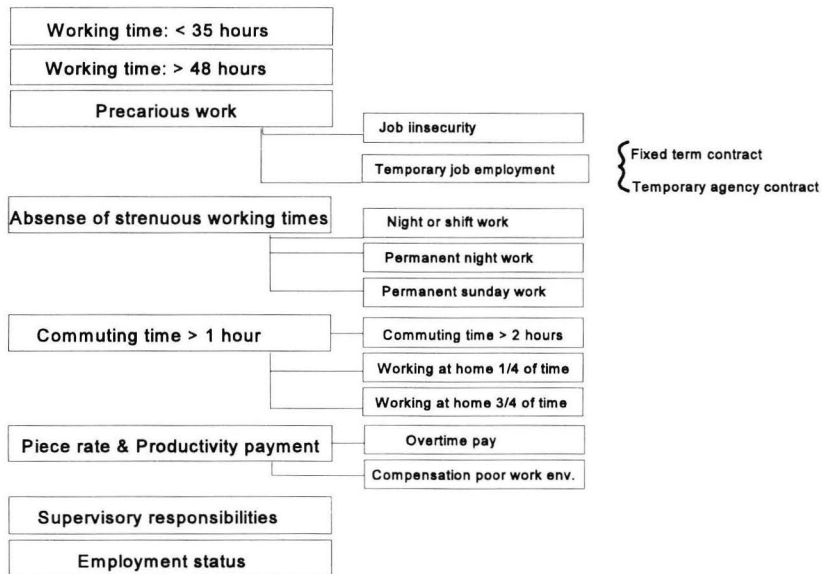 Working time: < 35 hours
Working time: > 48 hours
Precarious work
Job iinsecurity
Temporary job employment
Fixed term contract
Temporary agency contract
Absense of strenuous working times
Night or shift work
Permanent night work
Permanent sunday work
Commuting time > 1 hour
Commuting time > 2 hours
Working at home 1/4 of time
Working at home 3/4 of time
Piece rate & Productivity payment
Overtime pay
Compensation poor work env.
Supervisory responsibilities
Employment status